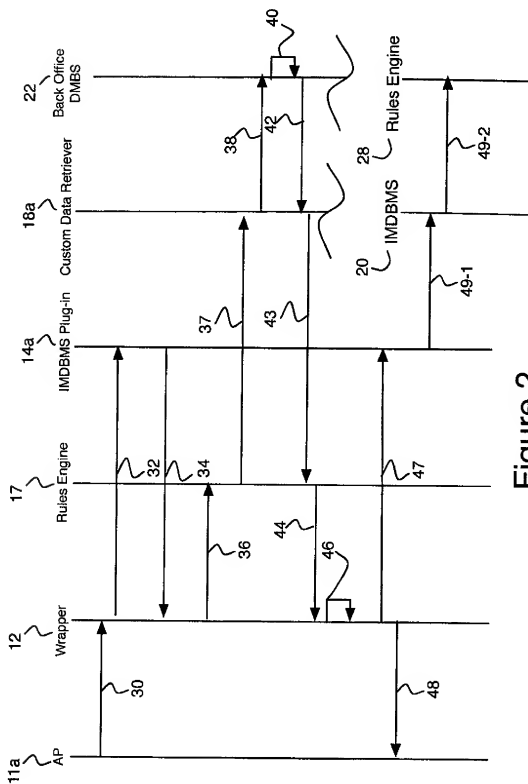 11a
AP
12
Wrapper
17
Rules Engine
14a
IMDBMS Plug-in
18a
Custom Data Retriever
22
Back Office
DMBS
30
32
34
36
37
38
40
42
43
44
46
47
48
20
IMDBMS
28
Rules Engine
49-1
49-2
Figure 2